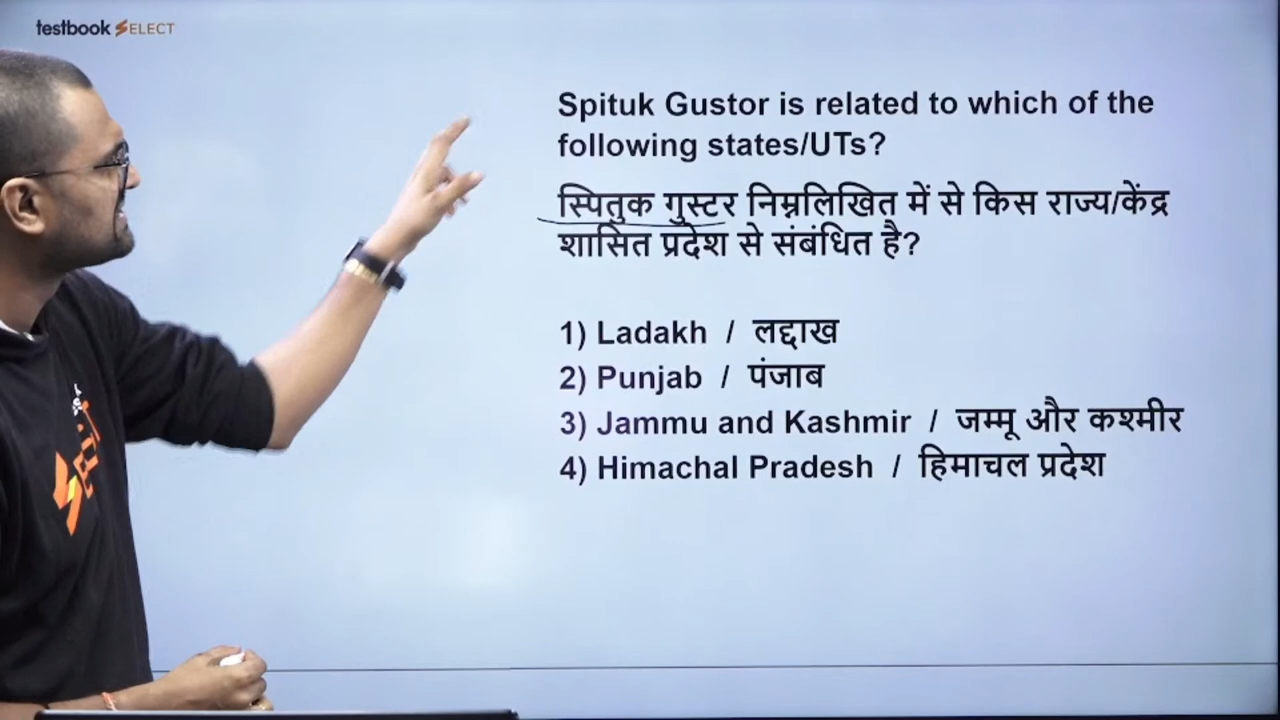 testbook SELECT
Spituk Gustor is related to which of the
following states/UTs?
स्पितुक गुस्टर निम्नलिखित में से किस राज्य/केंद्र
शासित प्रदेश से संबंधित है?
1) Ladakh / लद्दाख
2) Punjab / पंजाब
3) Jammu and Kashmir / जम्मू और कश्मीर
4) Himachal Pradesh / हिमाचल प्रदेश